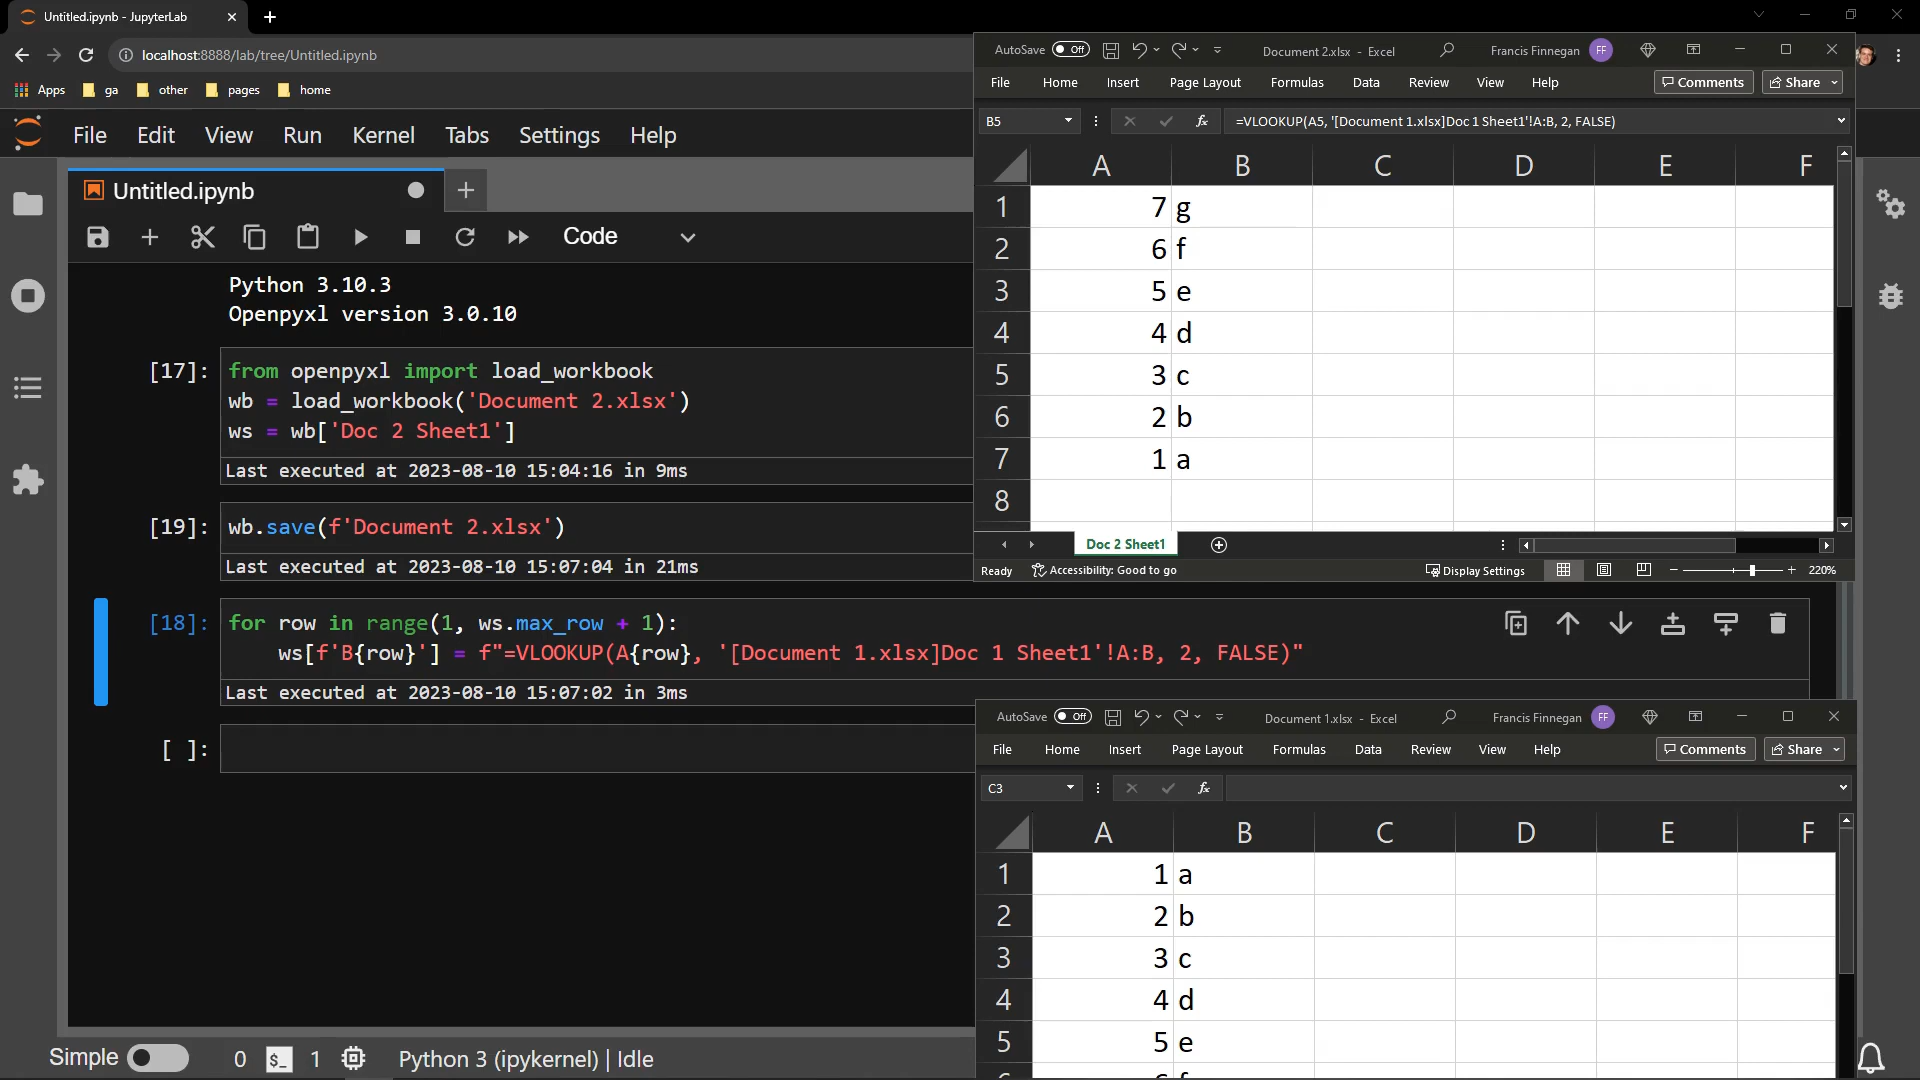 Untitled.ipynb - JupyterLab
localhost:8888/lab/tree/Untitled.ipynb
Apps ga other pages home
File Edit View Run Kernel Tabs Settings Help
Untitled.ipynb
Code
Python 3.10.3
Openpyxl version 3.0.10
[17]:
from openpyxl import load_workbook
wb = load_workbook('Document 2.xlsx')
ws = wb['Doc 2 Sheet1']
Last executed at 2023-08-10 15:04:16 in 9ms
[19]:
wb.save(f'Document 2.xlsx')
Last executed at 2023-08-10 15:07:04 in 21ms
[18]:
for row in range(1, ws.max_row + 1):
ws[f'B{row}'] = f"=VLOOKUP(A{row}, '[Document 1.xlsx]Doc 1 Sheet1'!A:B, 2, FALSE)"
Last executed at 2023-08-10 15:07:02 in 3ms
[ ]:
Simple 0 $_ 1 Python 3 (ipykernel) | Idle
AutoSave Off Document 2.xlsx - Excel Francis Finnegan FF
File Home Insert Page Layout Formulas Data Review View Help Comments Share
B5 fx =VLOOKUP(A5, '[Document 1.xlsx]Doc 1 Sheet1'!A:B, 2, FALSE)
A B C D E F
1 7 g
2 6 f
3 5 e
4 4 d
5 3 c
6 2 b
7 1 a
8
Doc 2 Sheet1
Ready Accessibility: Good to go Display Settings 220%
AutoSave Off Document 1.xlsx - Excel Francis Finnegan FF
File Home Insert Page Layout Formulas Data Review View Help Comments Share
C3 fx
A B C D E F
1 1 a
2 2 b
3 3 c
4 4 d
5 5 e